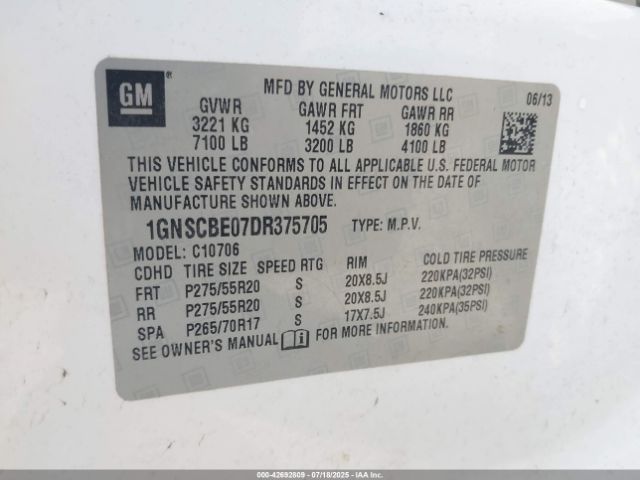 GM ®
MFD BY GENERAL MOTORS LLC 06/13
GVWR GAWR FRT GAWR RR
3221 KG 1452 KG 1860 KG
7100 LB 3200 LB 4100 LB
THIS VEHICLE CONFORMS TO ALL APPLICABLE U.S. FEDERAL MOTOR
VEHICLE SAFETY STANDARDS IN EFFECT ON THE DATE OF
MANUFACTURE SHOWN ABOVE.
1GNSCBE07DR375705 TYPE: M.P.V.
MODEL: C10706
CDHD TIRE SIZE SPEED RTG RIM COLD TIRE PRESSURE
FRT P275/55R20 S 20X8.5J 220KPA(32PSI)
RR P275/55R20 S 20X8.5J 220KPA(32PSI)
SPA P265/70R17 S 17X7.5J 240KPA(35PSI)
SEE OWNER'S MANUAL FOR MORE INFORMATION.
000-42692809 - 07/18/2025 - IAAI.COM